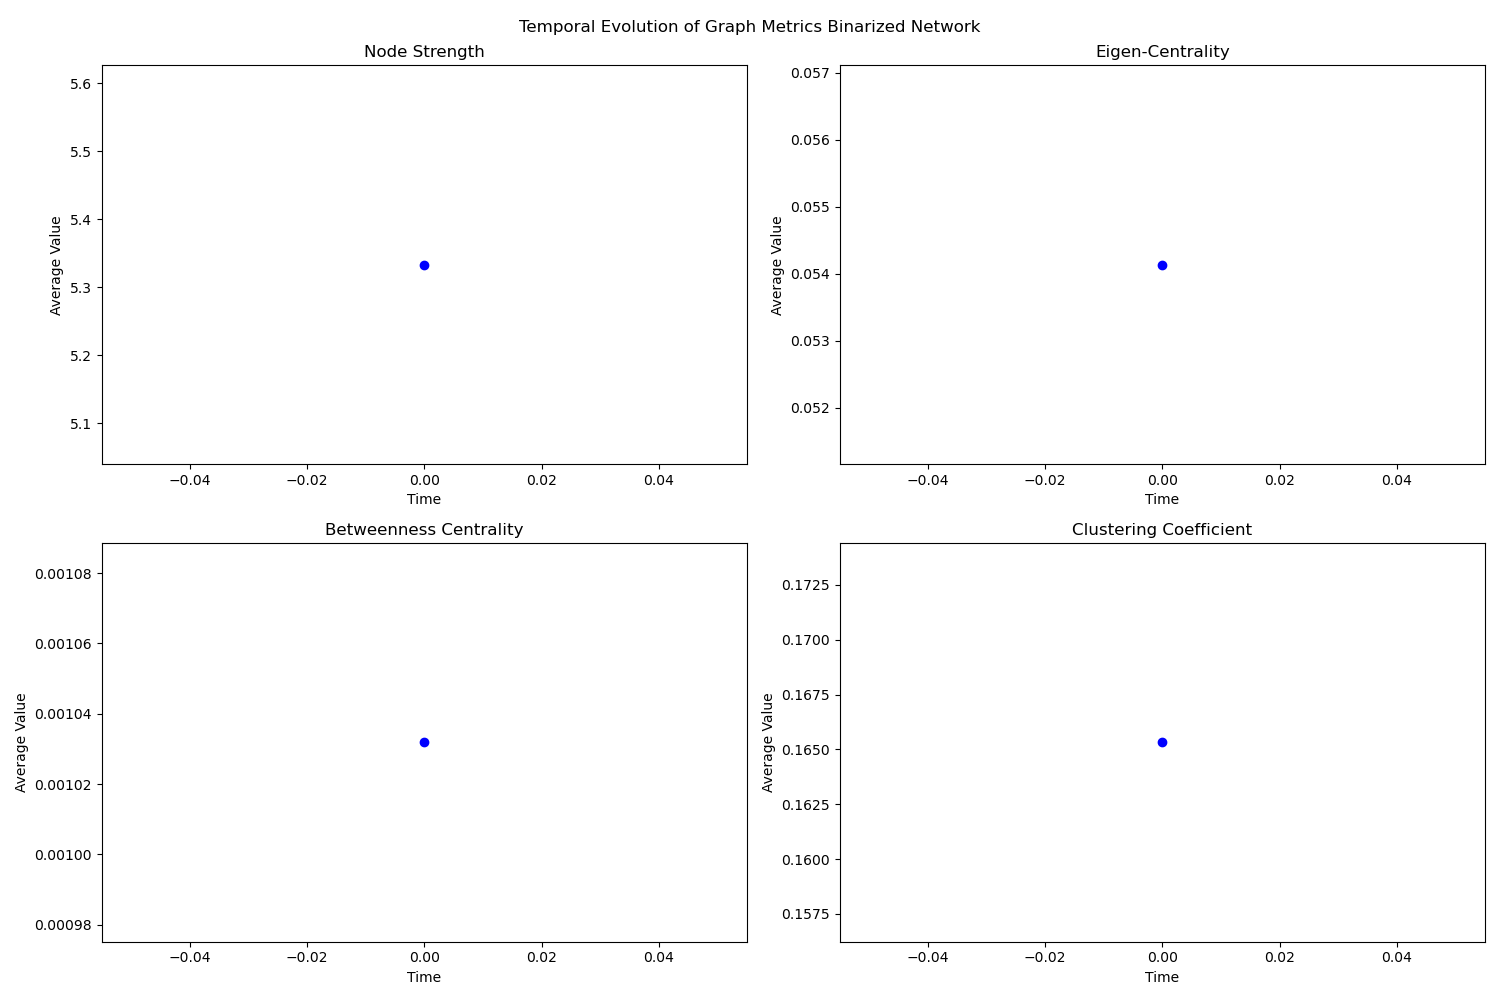 Temporal Evolution of Graph Metrics Binarized Network
Node Strength
5.6
5.5
5.4
5.3
5.2
5.1
Average Value
−0.04 −0.02 0.00 0.02 0.04
Time
Eigen-Centrality
0.057
0.056
0.055
0.054
0.053
0.052
Average Value
−0.04 −0.02 0.00 0.02 0.04
Time
Betweenness Centrality
0.00108
0.00106
0.00104
0.00102
0.00100
0.00098
Average Value
−0.04 −0.02 0.00 0.02 0.04
Time
Clustering Coefficient
0.1725
0.1700
0.1675
0.1650
0.1625
0.1600
0.1575
Average Value
−0.04 −0.02 0.00 0.02 0.04
Time